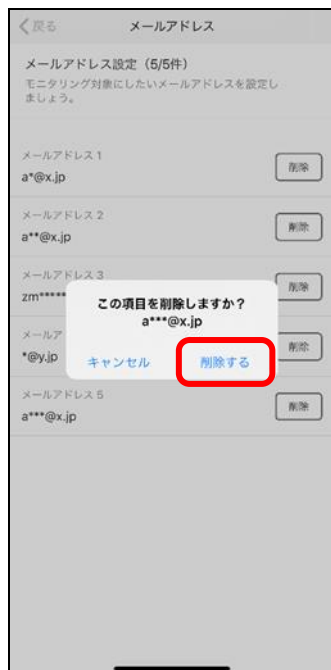 戻る
メールアドレス
メールアドレス設定（5/5件）
モニタリング対象にしたいメールアドレスを設定し
ましょう。
メールアドレス 1
a*@x.jp
削除
メールアドレス 2
a**@x.jp
削除
メールアドレス 3
zm*****
削除
この項目を削除しますか？
a***@x.jp
キャンセル
削除する
メールア
*@y.jp
削除
メールアドレス 5
a***@x.jp
削除